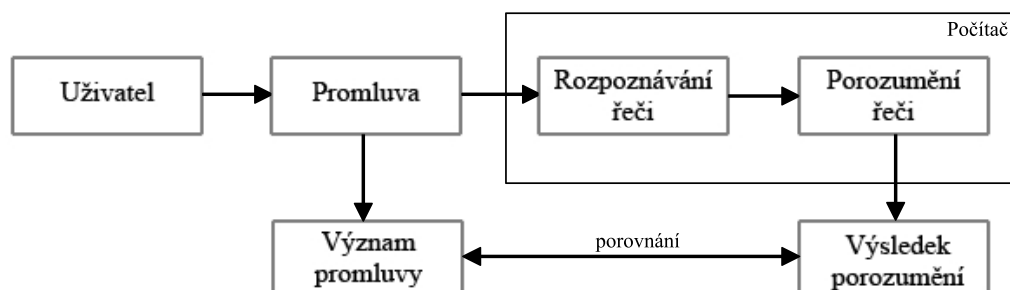 Počítač
Uživatel
Promluva
Rozpoznávání
řeči
Porozumění
řeči
Význam
promluvy
porovnání
Výsledek
porozumění